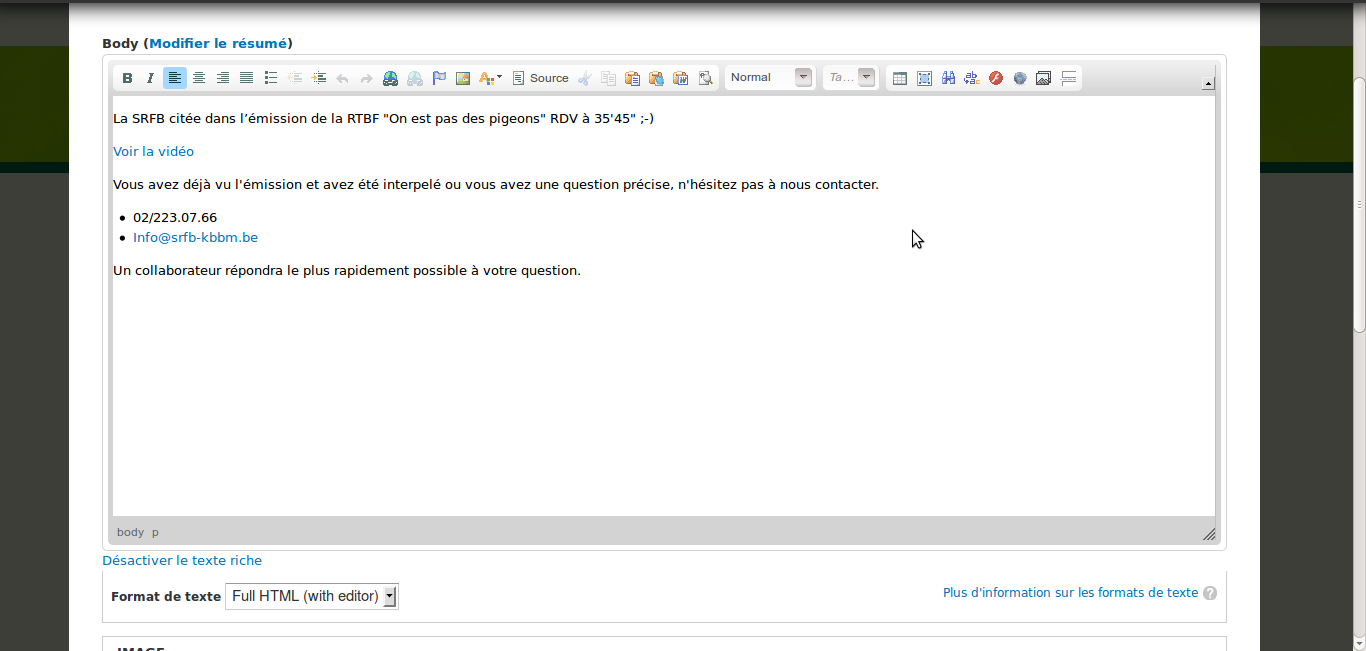 Body (Modifier le résumé)
B I Source Normal Ta...
La SRFB citée dans l’émission de la RTBF "On est pas des pigeons" RDV à 35'45" ;-)
Voir la vidéo
Vous avez déjà vu l'émission et avez été interpelé ou vous avez une question précise, n'hésitez pas à nous contacter.
02/223.07.66
Info@srfb-kbbm.be
Un collaborateur répondra le plus rapidement possible à votre question.
body p
Désactiver le texte riche
Format de texte Full HTML (with editor) Plus d'information sur les formats de texte ?
IMAGE